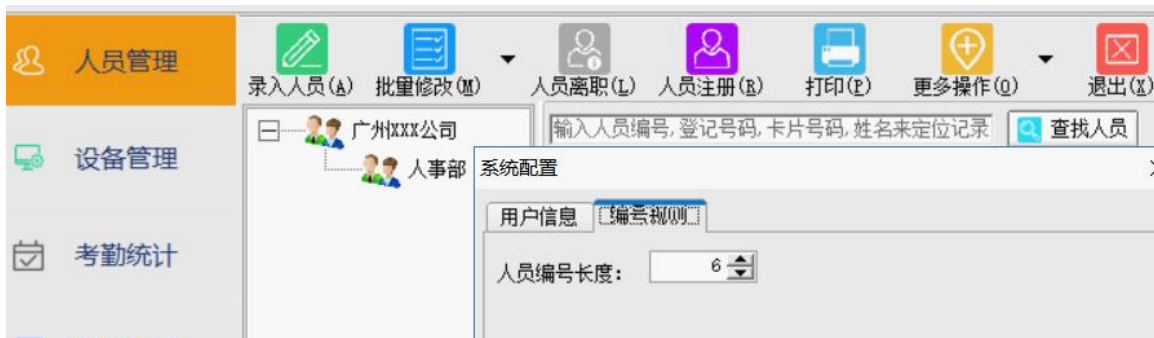 人员管理
设备管理
考勤统计
录入人员(A) 批量修改(M) 人员离职(L) 人员注册(R) 打印(P) 更多操作(O) 退出(X)
广州XXX公司
人事部
输入人员编号,登记号码,卡片号码,姓名来定位记录 查找人员
系统配置
用户信息 编号规则
人员编号长度： 6